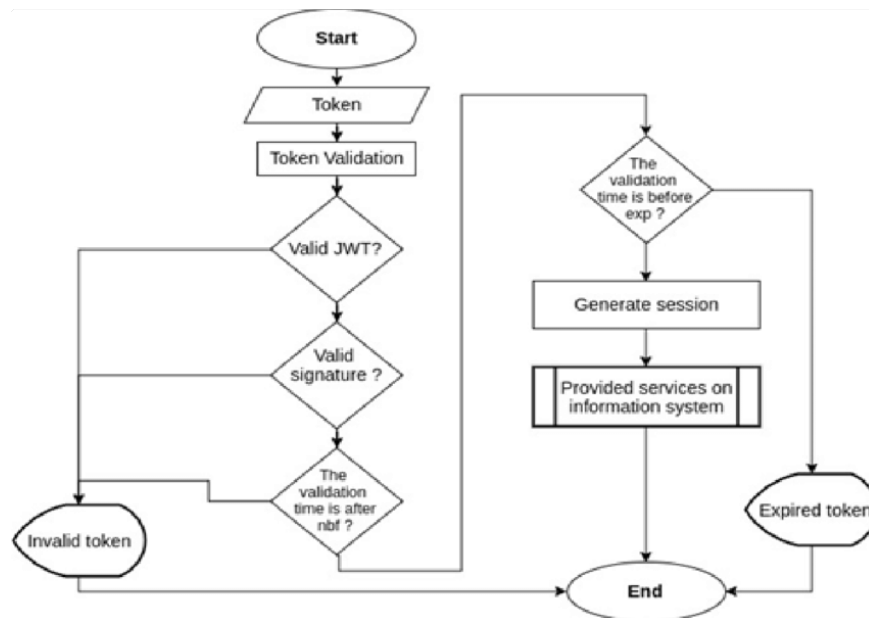 Start
Token
Token Validation
Valid JWT?
Valid
signature ?
The
validation
time is after
nbf ?
Invalid token
The
validation
time is before
exp ?
Generate session
Provided services on
information system
Expired token
End